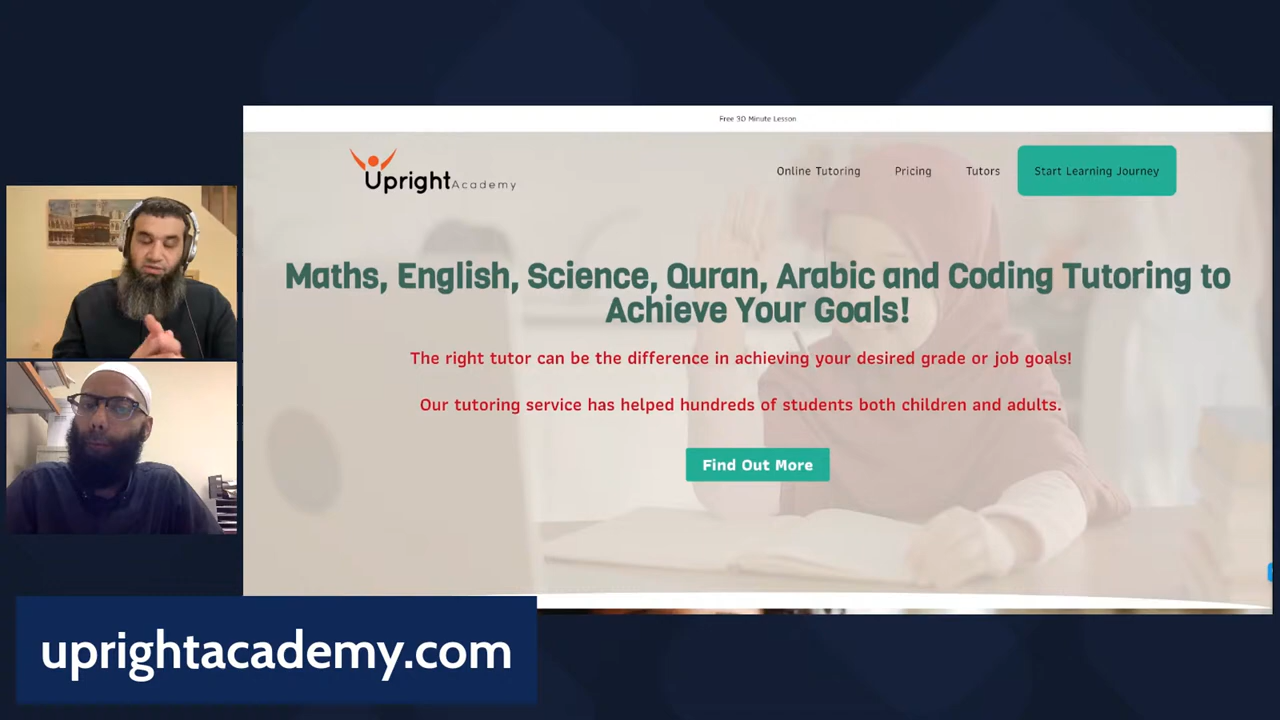 Free 30 Minute Lesson
Upright Academy
Online Tutoring
Pricing
Tutors
Start Learning Journey
Maths, English, Science, Quran, Arabic and Coding Tutoring to
Achieve Your Goals!
The right tutor can be the difference in achieving your desired grade or job goals!
Our tutoring service has helped hundreds of students both children and adults.
Find Out More
uprightacademy.com